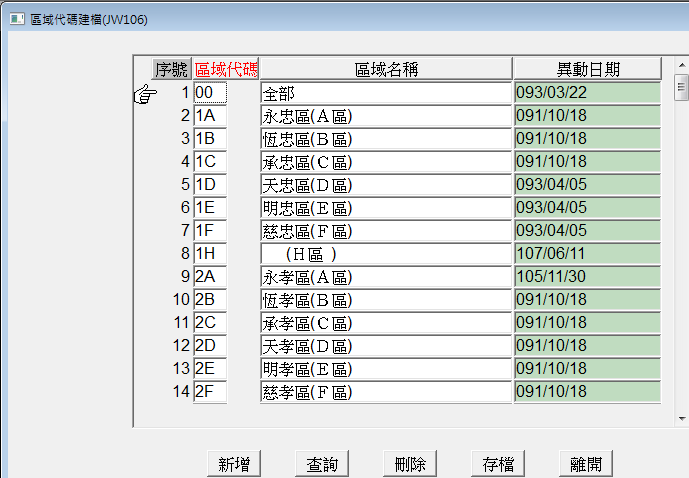 區域代碼建檔(JW106)
序號 區域代碼 區域名稱 異動日期
1 00 全部 093/03/22
2 1A 永忠區(A區) 091/10/18
3 1B 恆忠區(B區) 091/10/18
4 1C 承忠區(C區) 091/10/18
5 1D 天忠區(D區) 093/04/05
6 1E 明忠區(E區) 093/04/05
7 1F 慈忠區(F區) 093/04/05
8 1H (H區) 107/06/11
9 2A 永孝區(A區) 105/11/30
10 2B 恆孝區(B區) 091/10/18
11 2C 承孝區(C區) 091/10/18
12 2D 天孝區(D區) 091/10/18
13 2E 明孝區(E區) 091/10/18
14 2F 慈孝區(F區) 091/10/18
新增 查詢 刪除 存檔 離開